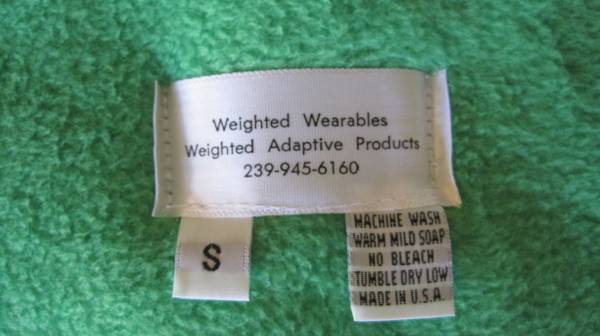 Weighted Wearables
Weighted Adaptive Products
239-945-6160
S
MACHINE WASH
WARM MILD SOAP
NO BLEACH
TUMBLE DRY LOW
MADE IN U.S.A.